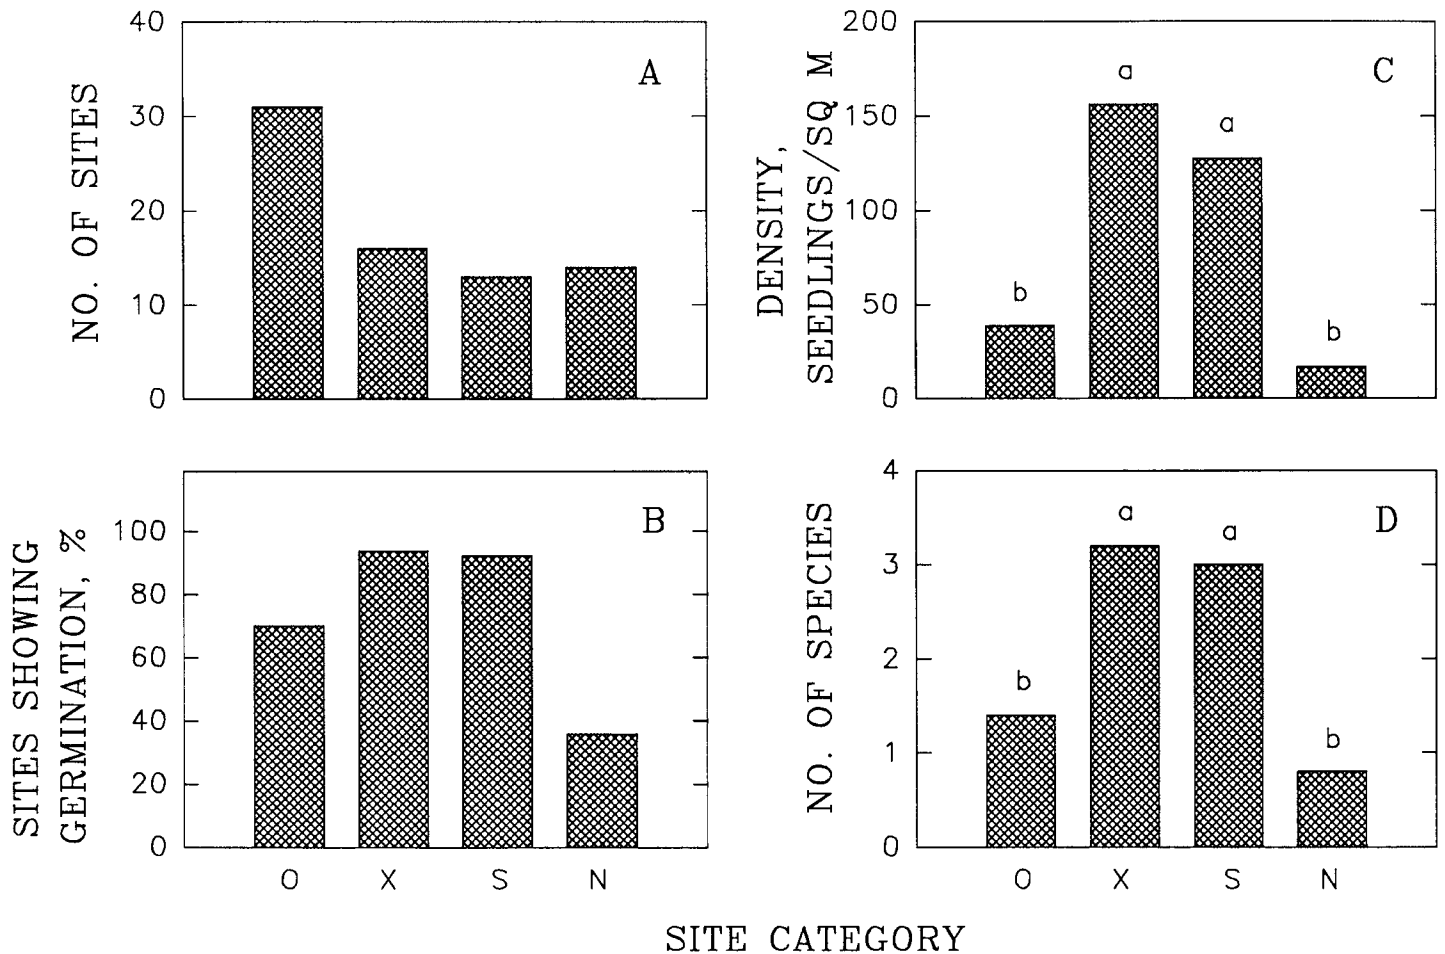 40
30
20
10
0
NO. OF SITES
A
200
150
100
50
0
DENSITY,
SEEDLINGS/SQ M
C
b
a
a
b
100
80
60
40
20
0
SITES SHOWING
GERMINATION, %
B
O X S N
4
3
2
1
0
NO. OF SPECIES
D
b
a
a
b
O X S N
SITE CATEGORY